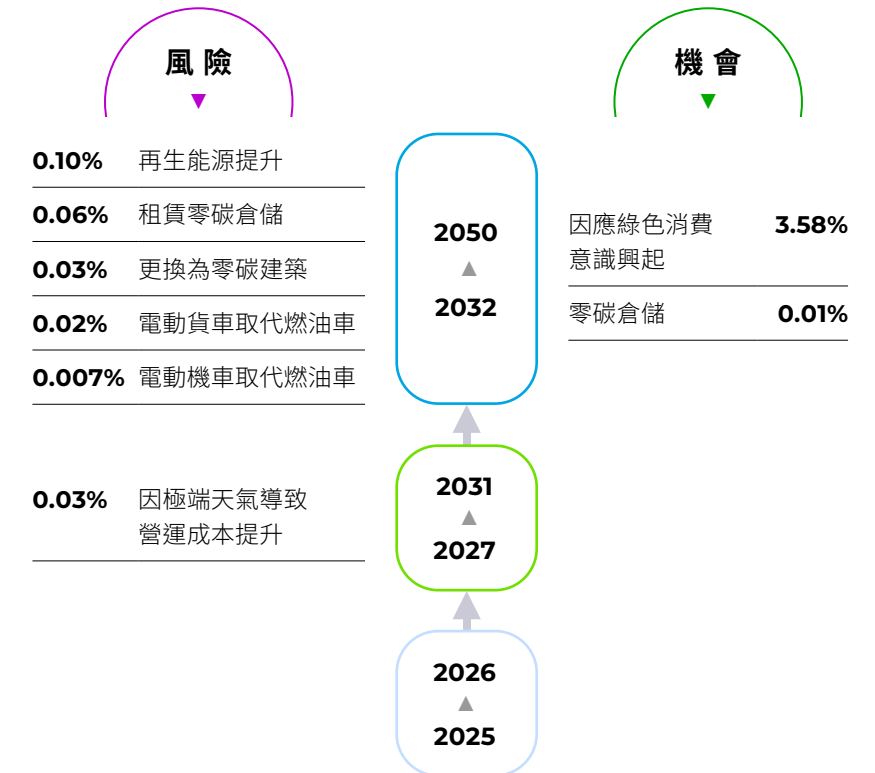 風險
▼
機會
▼
0.10% 再生能源提升
0.06% 租賃零碳倉儲
0.03% 更換為零碳建築
0.02% 電動貨車取代燃油車
0.007% 電動機車取代燃油車
2050
▲
2032
因應綠色消費 3.58%
意識興起
零碳倉儲 0.01%
0.03% 因極端天氣導致
營運成本提升
2031
▲
2027
2026
▲
2025